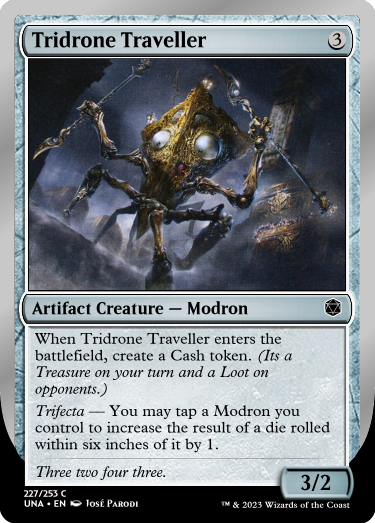 Tridrone Traveller 3
Artifact Creature — Modron
When Tridrone Traveller enters the
battlefield, create a Cash token. (Its a
Treasure on your turn and a Loot on
opponents.)
Trifecta — You may tap a Modron you
control to increase the result of a die rolled
within six inches of it by 1.
Three two four three.
3/2
227/253 C
UNA • EN José Parodi
™ & 2023 Wizards of the Coast